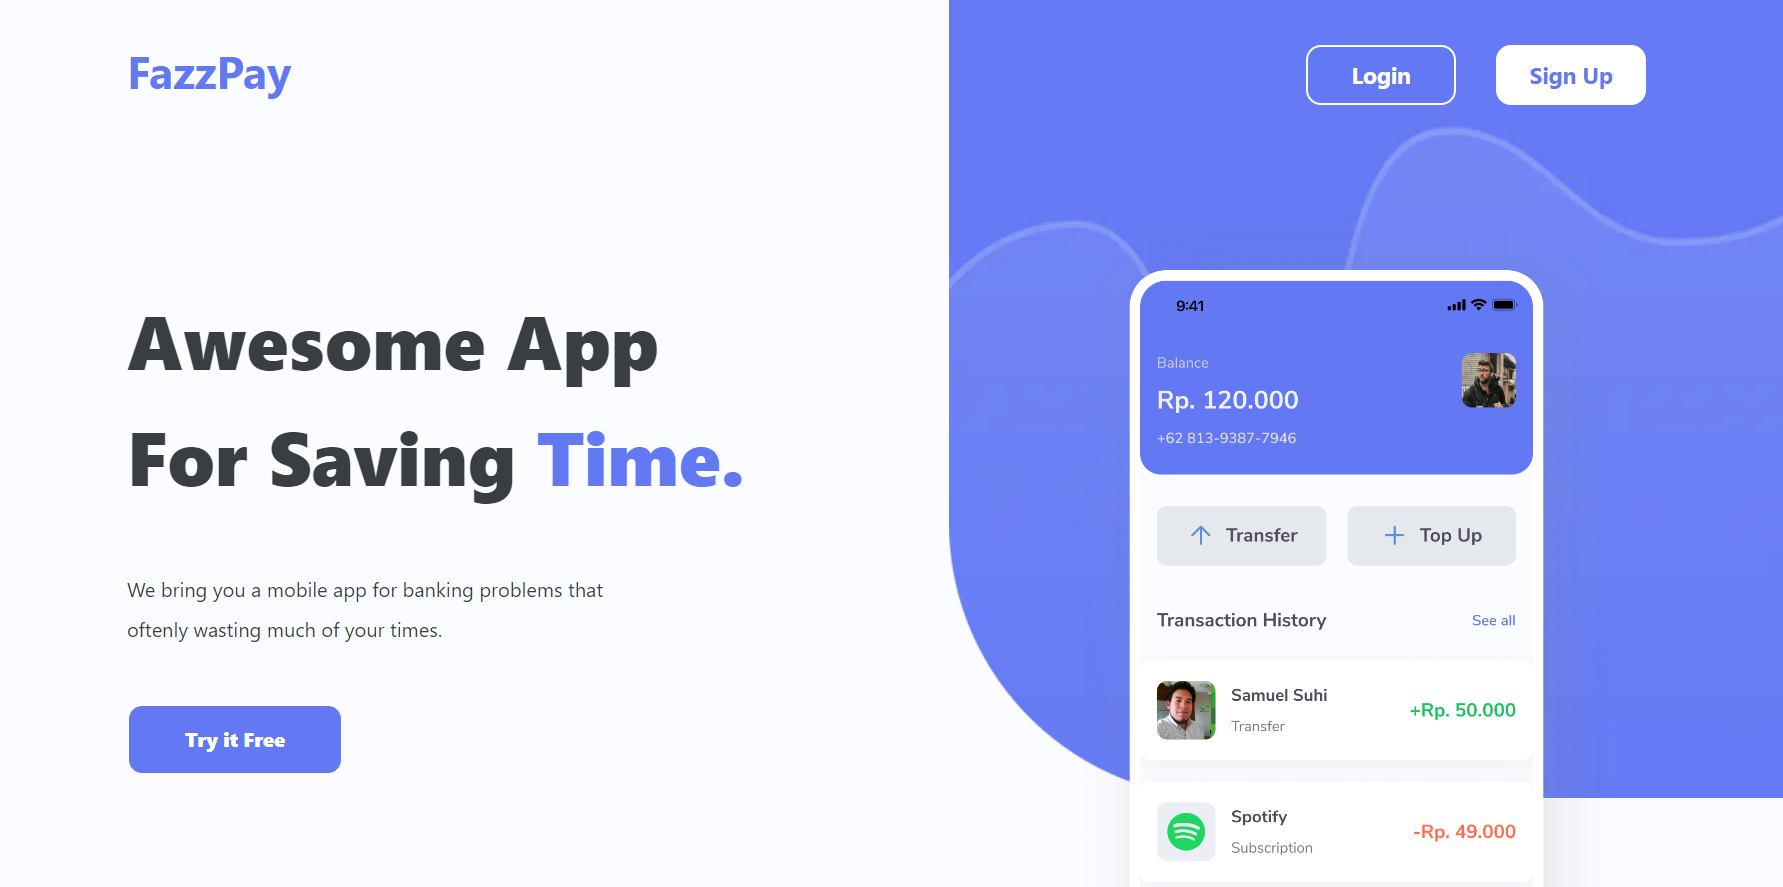 FazzPay
Login
Sign Up
Awesome App
For Saving Time.
We bring you a mobile app for banking problems that
oftenly wasting much of your times.
Try it Free
9:41
Balance
Rp. 120.000
+62 813-9387-7946
Transfer
Top Up
Transaction History
See all
Samuel Suhi
Transfer
+Rp. 50.000
Spotify
Subscription
-Rp. 49.000